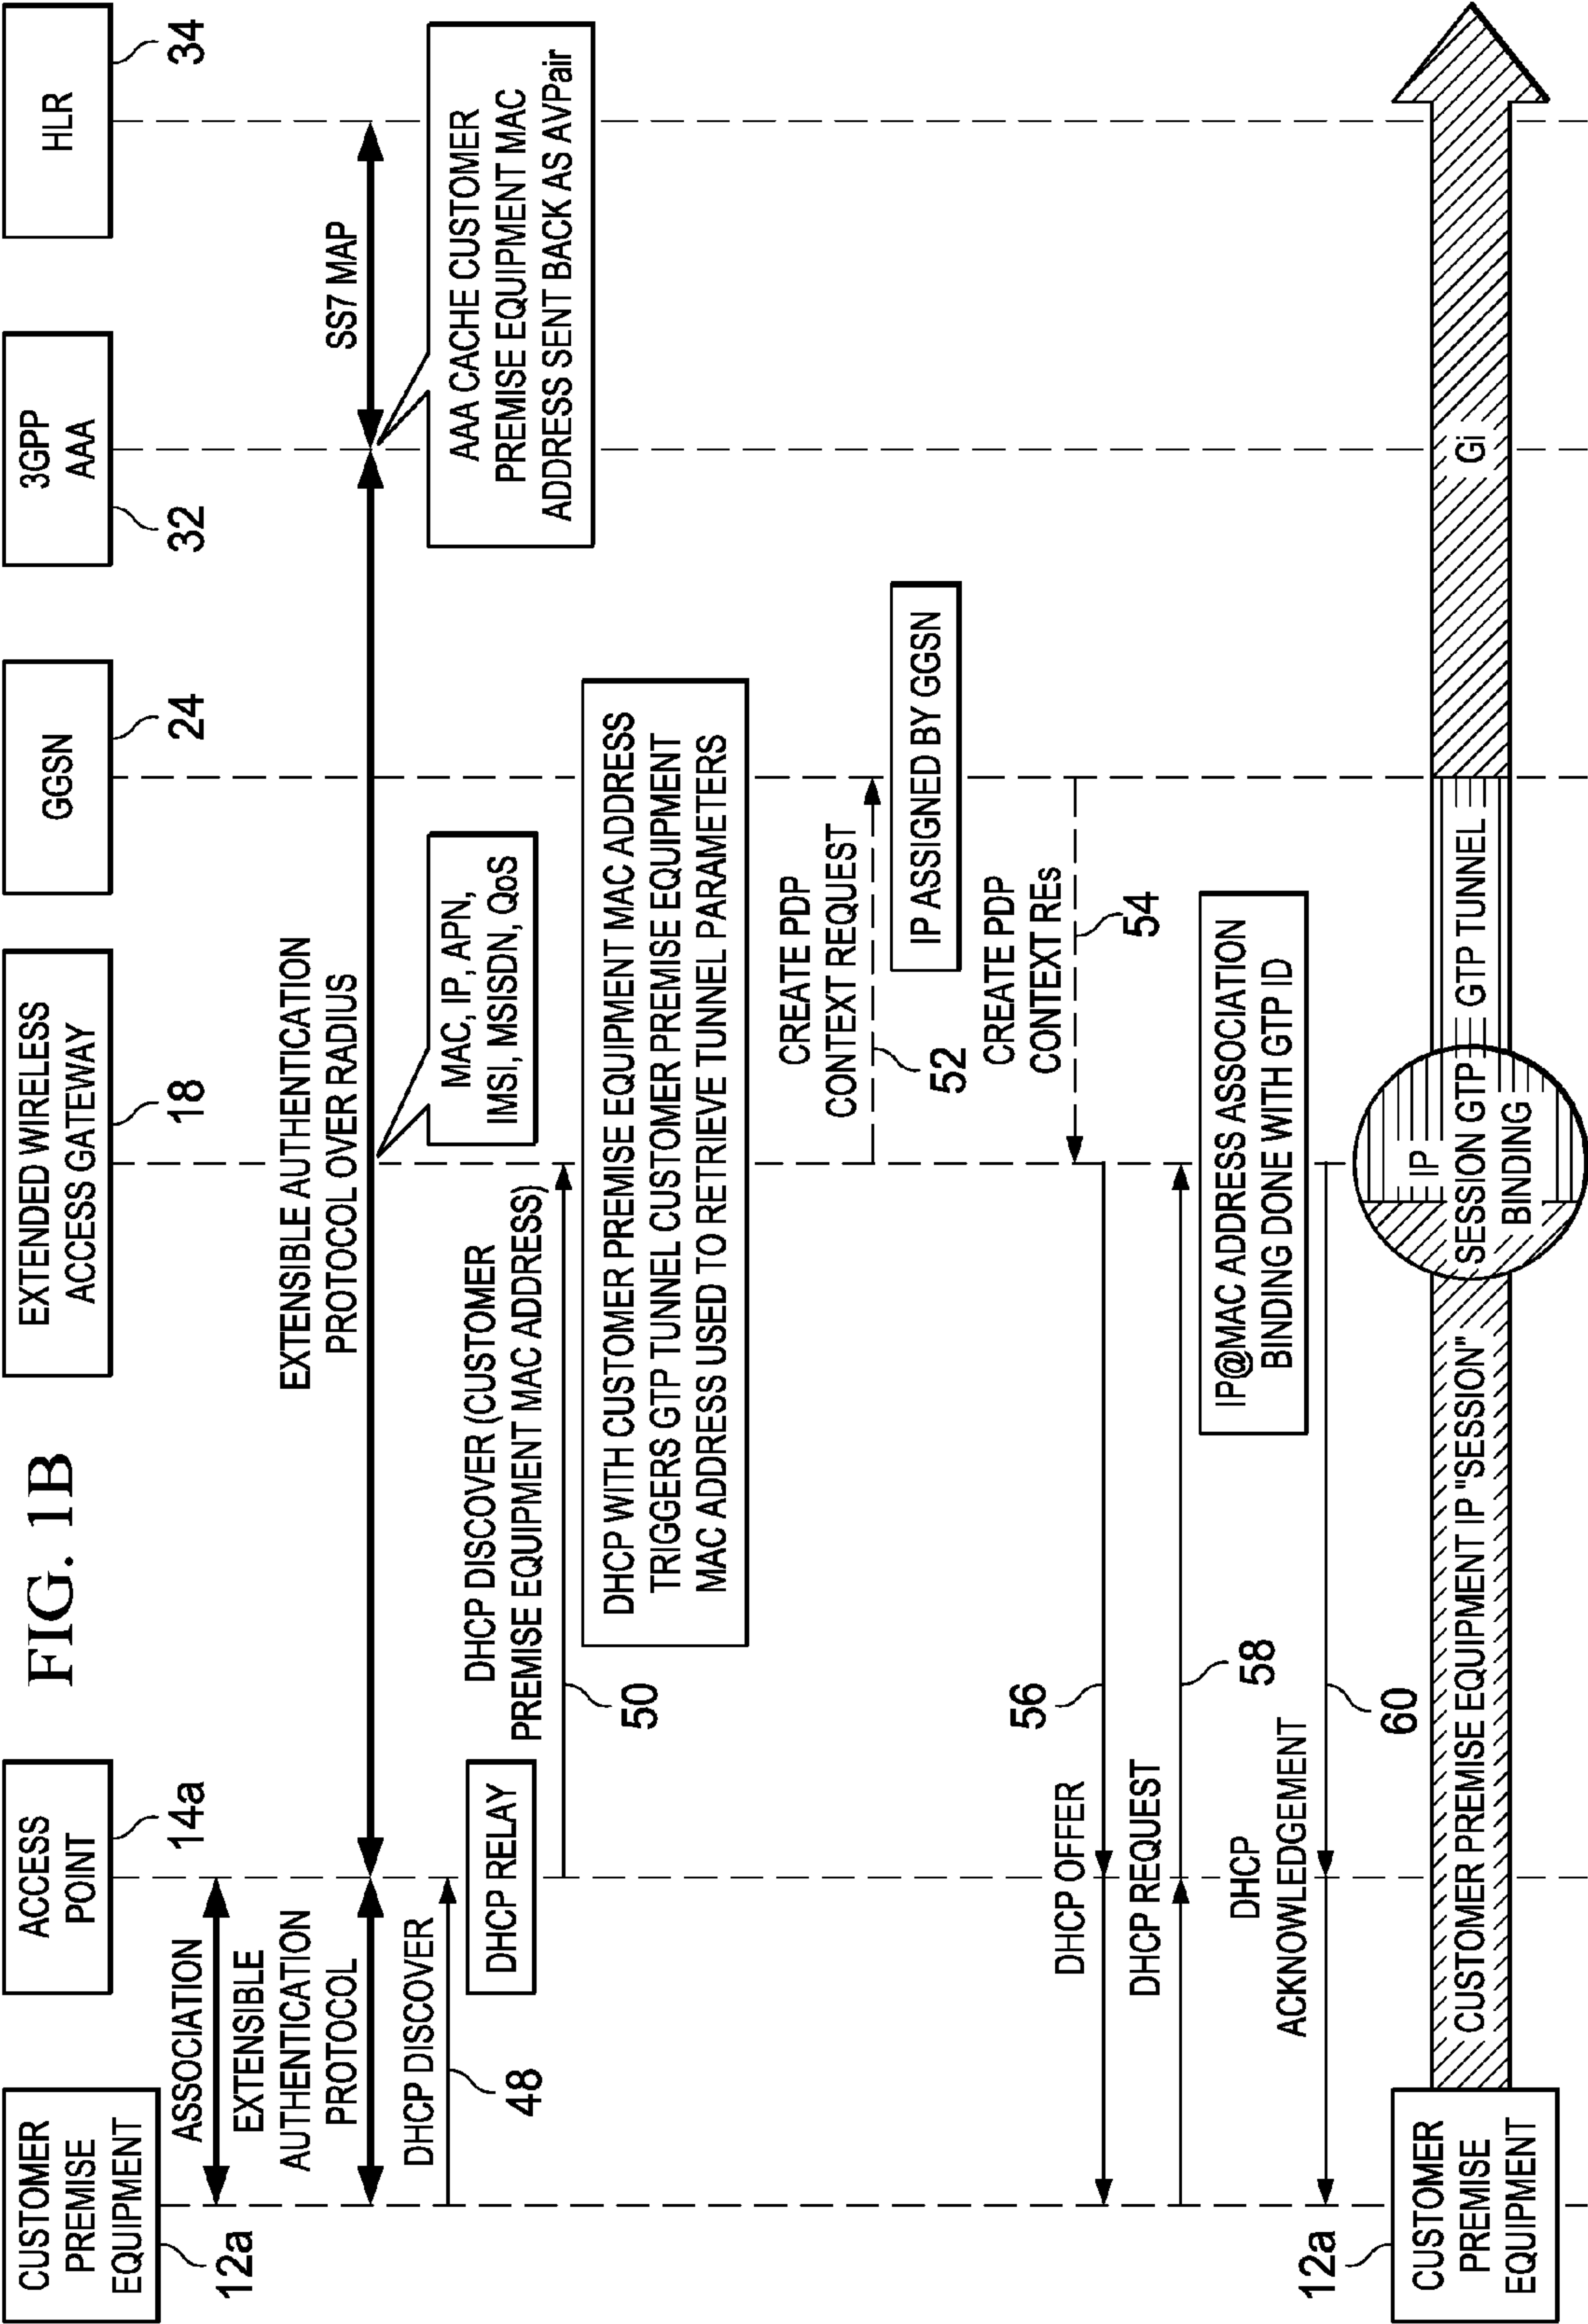 FIG. 1B
CUSTOMER
PREMISE
EQUIPMENT
12a
ACCESS
POINT
14a
EXTENDED WIRELESS
ACCESS GATEWAY
18
GGSN
24
3GPP
AAA
32
HLR
34
ASSOCIATION
EXTENSIBLE
AUTHENTICATION
PROTOCOL
EXTENSIBLE AUTHENTICATION
PROTOCOL OVER RADIUS
SS7 MAP
MAC, IP, APN,
IMSI, MSISDN, QoS
AAA CACHE CUSTOMER
PREMISE EQUIPMENT MAC
ADDRESS SENT BACK AS AVPair
DHCP DISCOVER
48
DHCP RELAY
DHCP DISCOVER (CUSTOMER
PREMISE EQUIPMENT MAC ADDRESS)
50
DHCP WITH CUSTOMER PREMISE EQUIPMENT MAC ADDRESS
TRIGGERS GTP TUNNEL CUSTOMER PREMISE EQUIPMENT
MAC ADDRESS USED TO RETRIEVE TUNNEL PARAMETERS
CREATE PDP
CONTEXT REQUEST
52
IP ASSIGNED BY GGSN
CREATE PDP
CONTEXT REs
54
DHCP OFFER
56
DHCP REQUEST
58
IP@MAC ADDRESS ASSOCIATION
BINDING DONE WITH GTP ID
DHCP
ACKNOWLEDGEMENT
60
12a
CUSTOMER
PREMISE
EQUIPMENT
CUSTOMER PREMISE EQUIPMENT IP "SESSION"
IP
SESSION GTP
BINDING
GTP TUNNEL
Gi